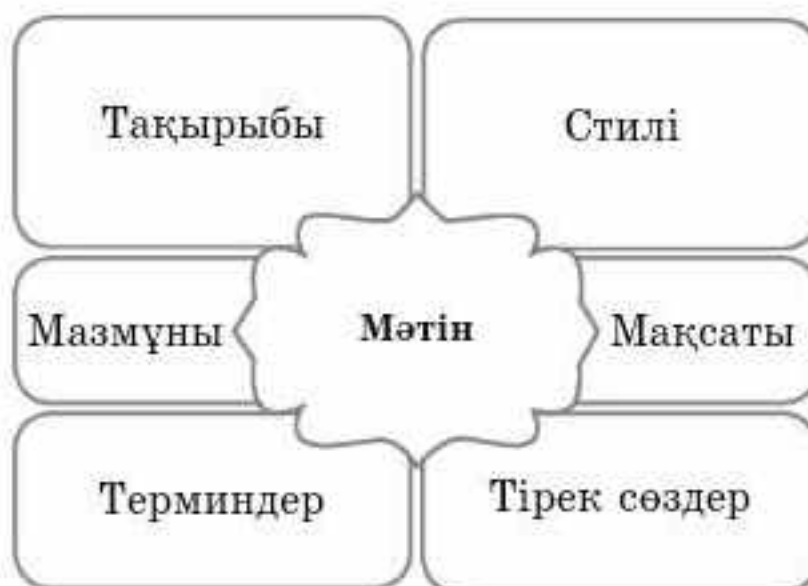 Тақырыбы
Стилі
Мазмұны
Мәтін
Мақсаты
Терминдер
Тірек сөздер